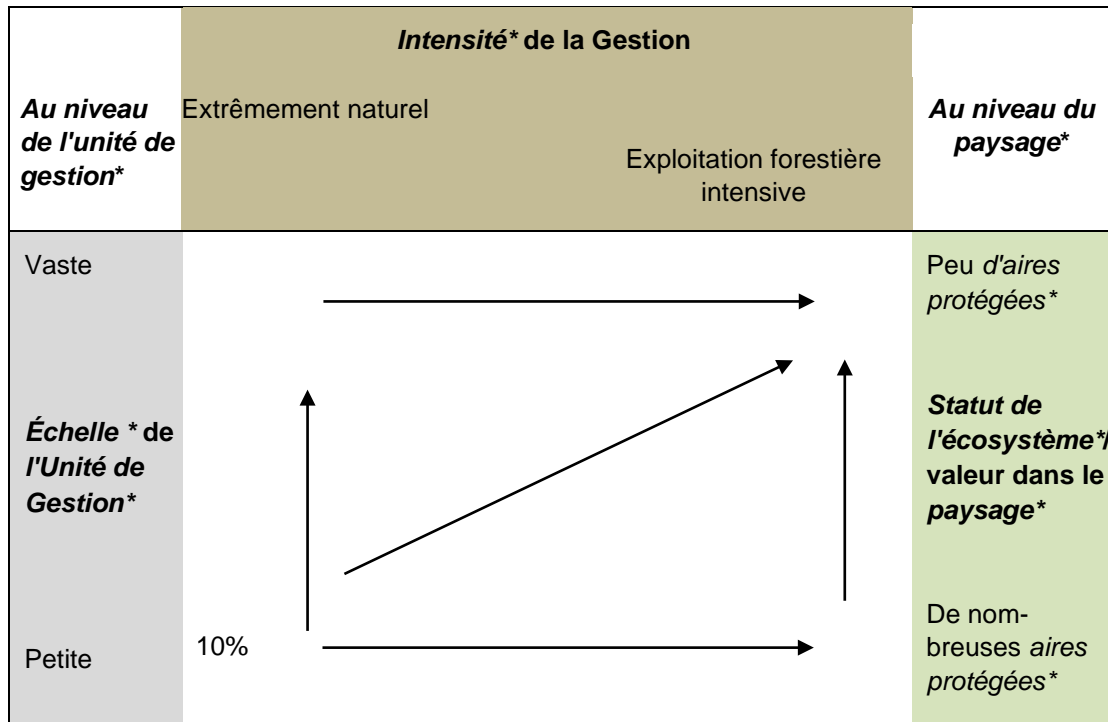 Intensité* de la Gestion
Au niveau
de l'unité de
gestion*
Extrêmement naturel
Exploitation forestière
intensive
Au niveau du
paysage*
Vaste
Peu d'aires
protégées*
Échelle * de
l'Unité de
Gestion*
Statut de
l'écosystème*/
valeur dans le
paysage*
Petite
10%
De nom-
breuses aires
protégées*